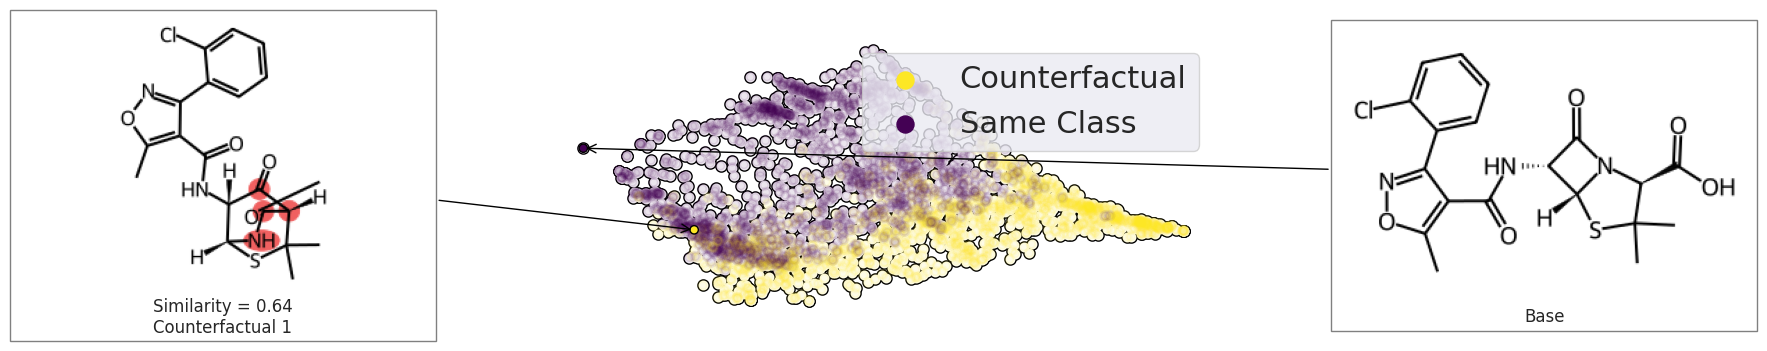 Cl
N
O
O
HN
H
O
O
H
NH
H
S
Similarity = 0.64
Counterfactual 1
Counterfactual
Same Class
Cl
N
O
O
HN
H
O
N
S
O
OH
Base